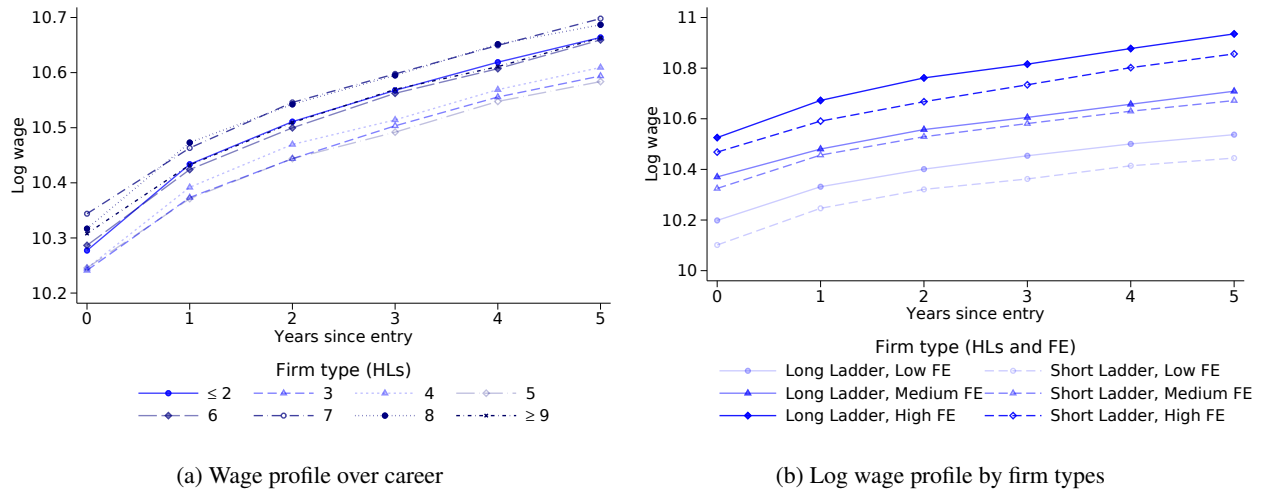 10.7
10.6
10.5
10.4
10.3
10.2
Log wage
0 1 2 3 4 5
Years since entry
Firm type (HLs)
≤ 2 3 4 5
6 7 8 ≥ 9
(a) Wage profile over career
11
10.8
10.6
10.4
10.2
10
Log wage
0 1 2 3 4 5
Years since entry
Firm type (HLs and FE)
Long Ladder, Low FE Short Ladder, Low FE
Long Ladder, Medium FE Short Ladder, Medium FE
Long Ladder, High FE Short Ladder, High FE
(b) Log wage profile by firm types